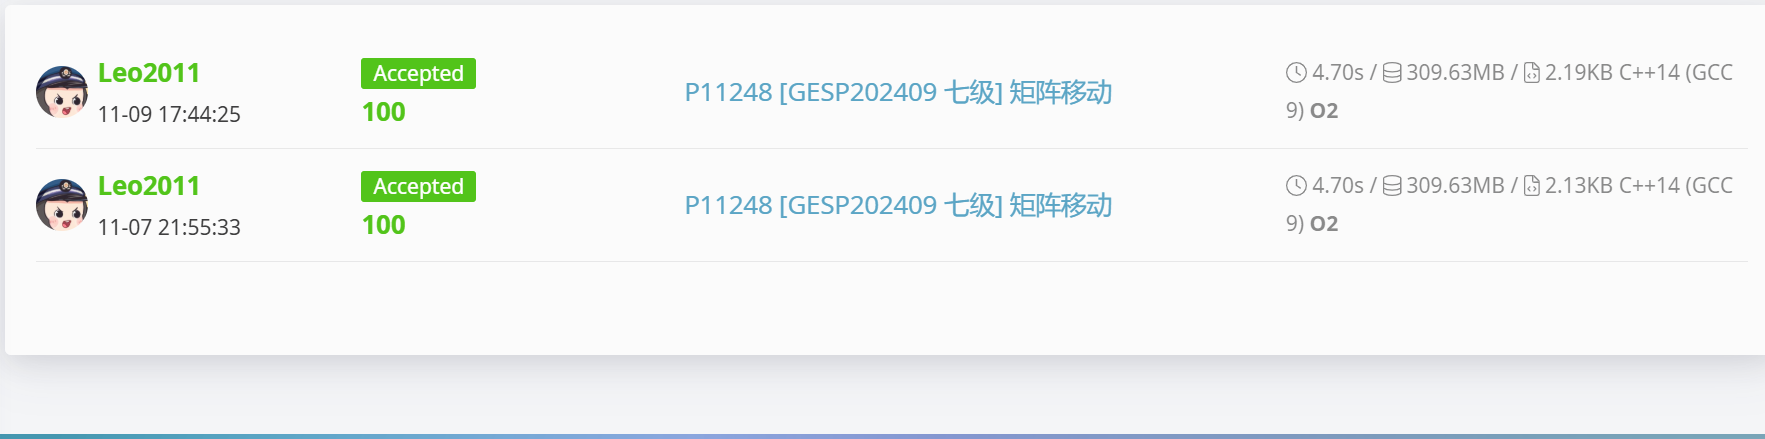 Leo2011
11-09 17:44:25
Accepted
100
P11248 [GESP202409 七级] 矩阵移动
4.70s / 309.63MB / 2.19KB C++14 (GCC
9) O2
Leo2011
11-07 21:55:33
Accepted
100
P11248 [GESP202409 七级] 矩阵移动
4.70s / 309.63MB / 2.13KB C++14 (GCC
9) O2